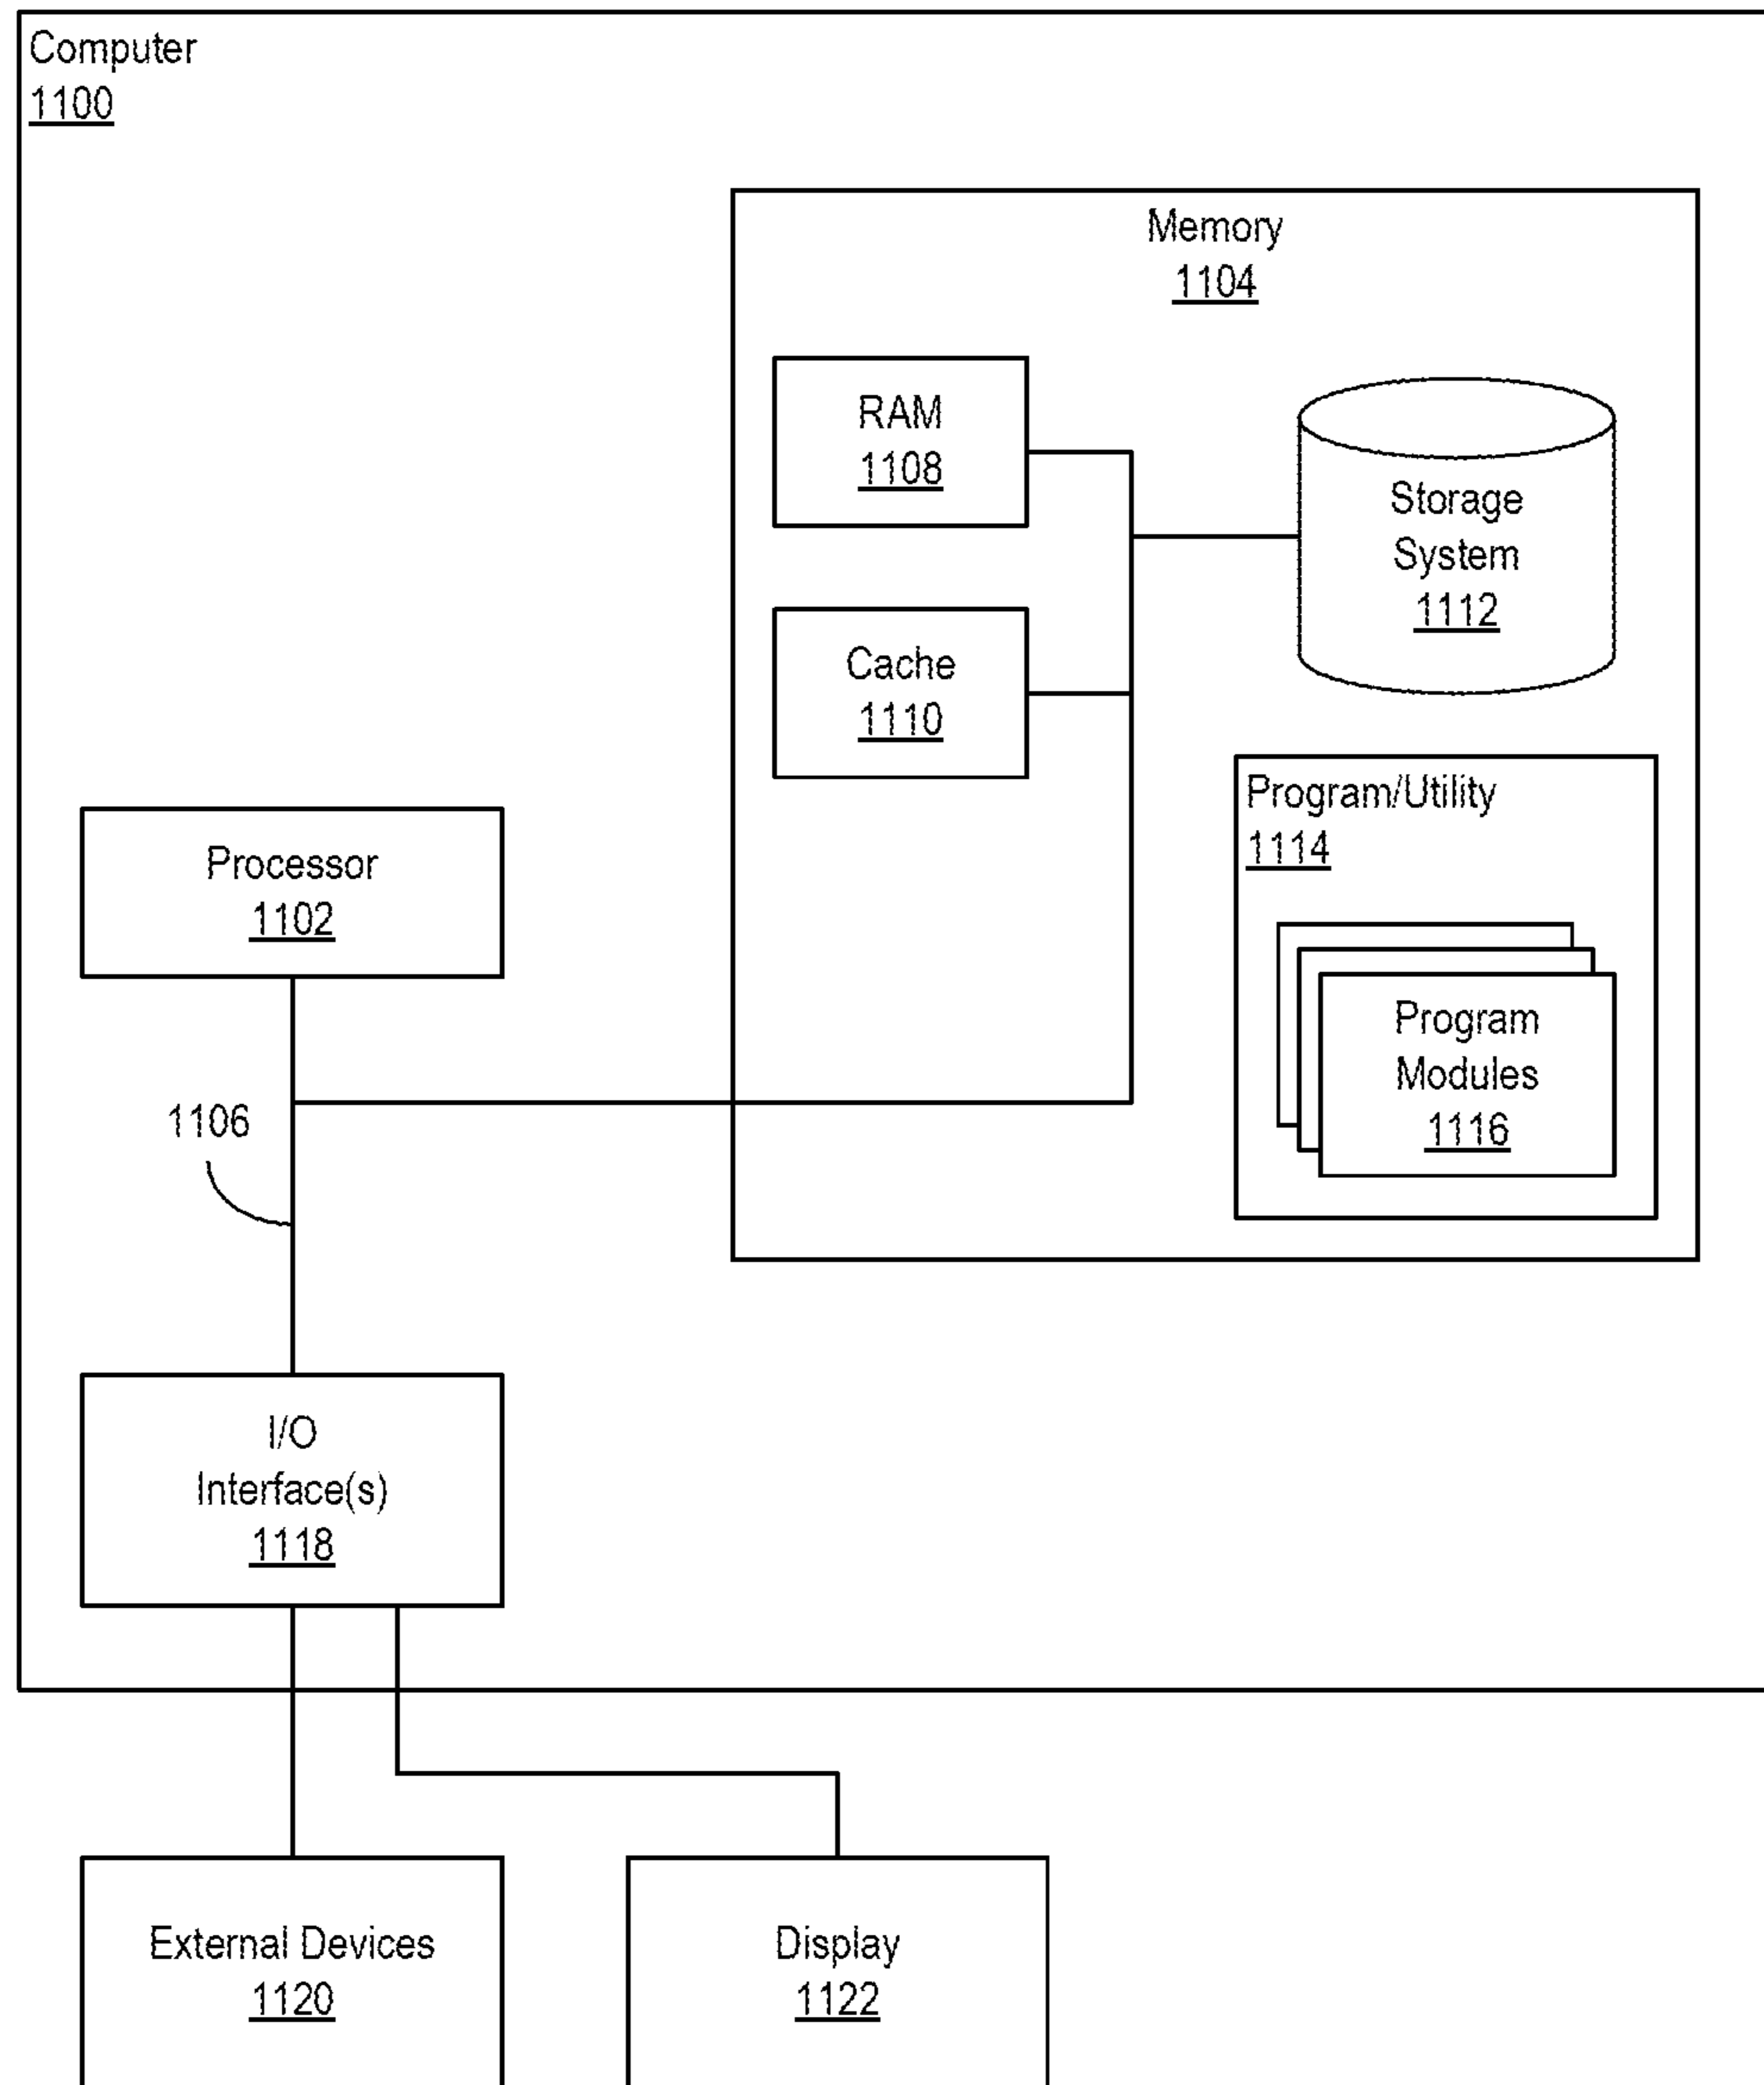 Computer
1100
Memory
1104
RAM
1108
Storage
System
1112
Cache
1110
Program/Utility
1114
Processor
1102
Program
Modules
1116
1106
I/O
Interface(s)
1118
External Devices
1120
Display
1122